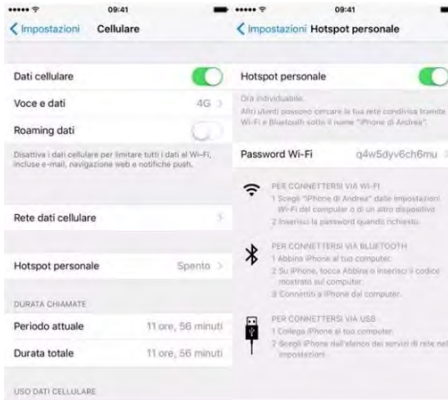 09:41
Impostazioni Cellulare
Dati cellulare
Voce e dati 4G
Roaming dati
Disattiva i dati cellulare per limitare tutti i dati al Wi-Fi,
incluse e-mail, navigazione web e notifiche push.
Rete dati cellulare
Hotspot personale Spento
DURATA CHIAMATE
Periodo attuale 11 ore, 56 minuti
Durata totale 11 ore, 56 minuti
USO DATI CELLULARE
09:41
Impostazioni Hotspot personale
Hotspot personale
Ora individuabile.
Altri utenti possono cercare la tua rete condivisa tramite
Wi-Fi e Bluetooth sotto il nome "iPhone di Andrea".
Password Wi-Fi q4w5dyv6ch6mu
PER CONNETTERSI VIA WI-FI
1 Scegli "iPhone di Andrea" dalle impostazioni
Wi-Fi del computer o di un altro dispositivo.
2 Inserisci la password quando richiesto.
PER CONNETTERSI VIA BLUETOOTH
1 Abbina iPhone al tuo computer.
2 Su iPhone, tocca Abbina o inserisci il codice
mostrato sul computer.
3 Connettiti a iPhone dal computer.
PER CONNETTERSI VIA USB
1 Collega iPhone al tuo computer.
2 Scegli iPhone dall'elenco dei servizi di rete nelle
impostazioni.